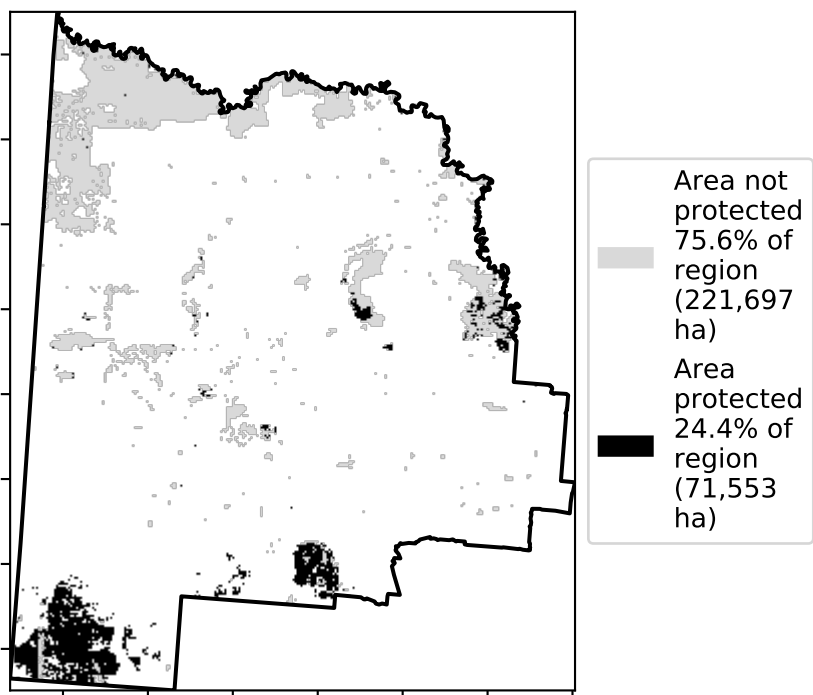 Area not
protected
75.6% of
region
(221,697
ha)
Area
protected
24.4% of
region
(71,553
ha)